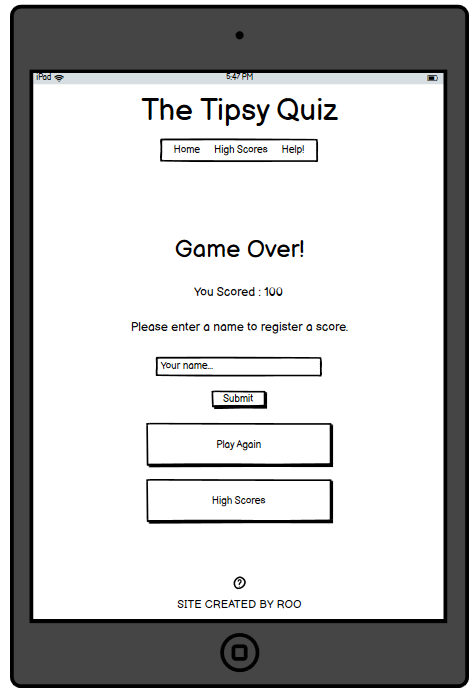 iPad 5:47 PM
The Tipsy Quiz
Home High Scores Help!
Game Over!
You Scored : 100
Please enter a name to register a score.
Your name...
Submit
Play Again
High Scores
?
SITE CREATED BY ROO